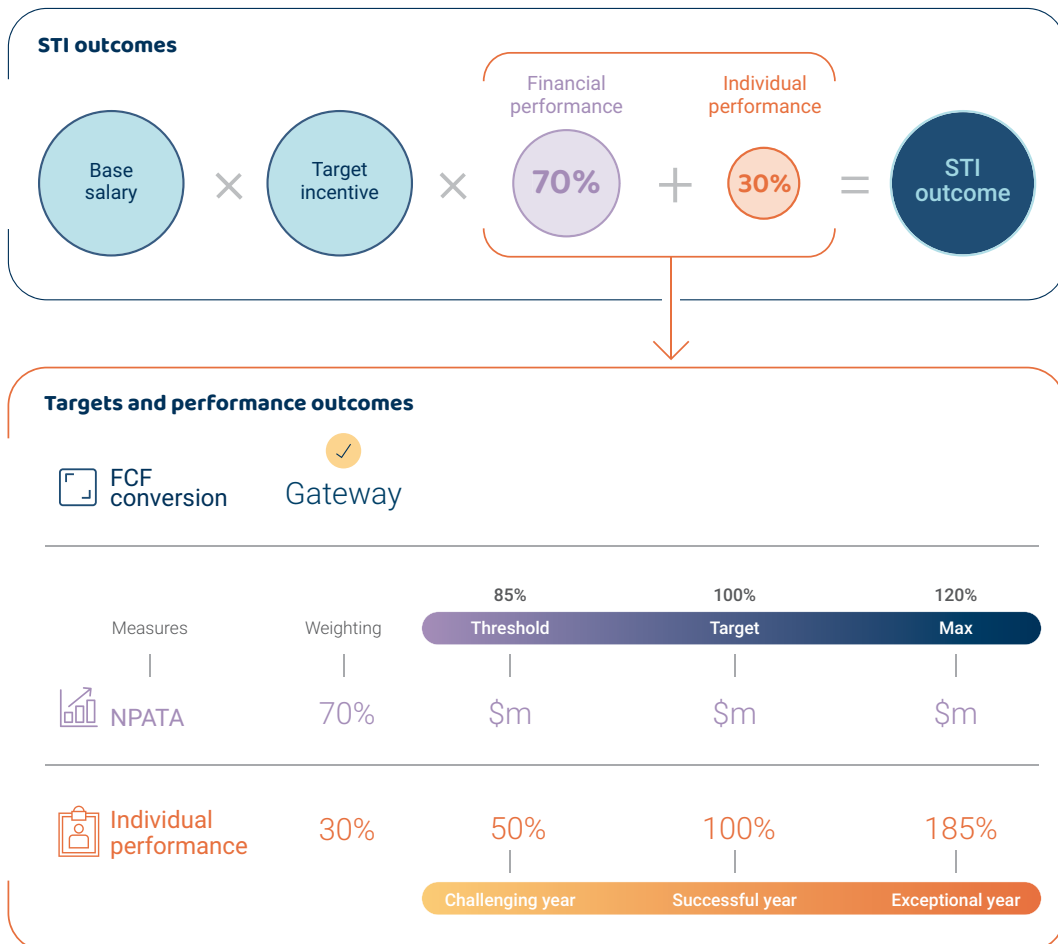 STI outcomes
Financial
performance
Individual
performance
Base
salary
×
Target
incentive
×
70%
+
30%
=
STI
outcome
Targets and performance outcomes
FCF
conversion
Gateway
85%
100%
120%
Measures
Weighting
Threshold
Target
Max
NPATA
70%
$m
$m
$m
Individual
performance
30%
50%
100%
185%
Challenging year
Successful year
Exceptional year